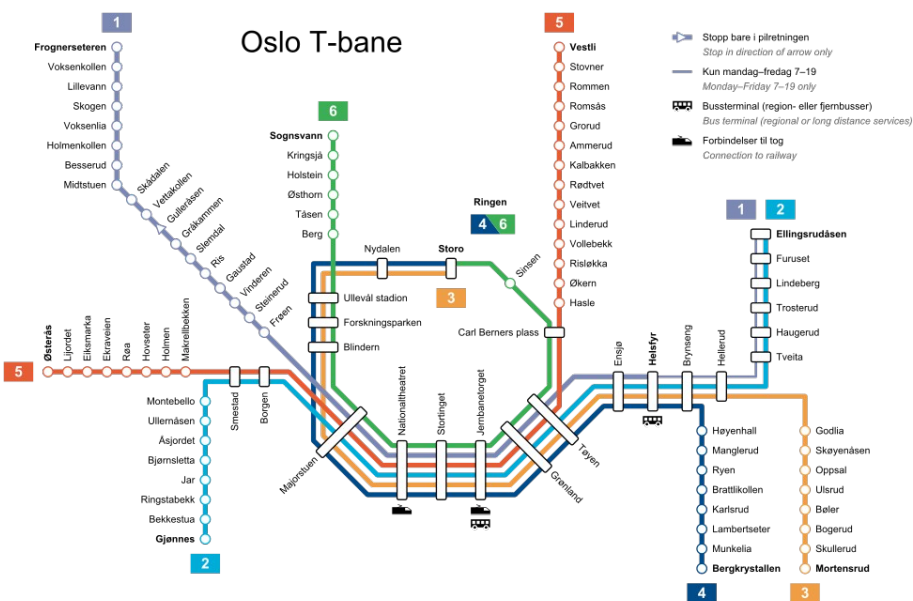 Oslo T-bane
1
5
Stopp bare i pilretningen
Stop in direction of arrow only
Kun mandag–fredag 7–19
Monday–Friday 7–19 only
Bussterminal (region- eller fjernbusser)
Bus terminal (regional or long distance services)
Forbindelser til tog
Connection to railway
Frognerseteren
Voksenkollen
Lillevann
Skogen
Voksenlia
Holmenkollen
Besserud
Midtstuen
Skådalen
Vettakollen
Gulleråsen
Gråkammen
Slemdal
Ris
Gaustad
Vinderen
Steinerud
Frøen
6
Sognsvann
Kringsjå
Holstein
Østhorn
Tåsen
Berg
Ullevål stadion
Forskningsparken
Blindern
Nydalen
Storo
3
Ringen
4 6
Sinsen
Carl Berners plass
Vestli
Stovner
Rommen
Romsås
Grorud
Ammerud
Kalbakken
Rødtvet
Veitvet
Linderud
Vollebekk
Risløkka
Økern
Hasle
1 2
Ellingsrudåsen
Furuset
Lindeberg
Trosterud
Haugerud
Tveita
5
Østerås
Lijordet
Eiksmarka
Ekraveien
Røa
Hovseter
Holmen
Makrellbekken
Smestad
Borgen
Montebello
Ullernåsen
Åsjordet
Bjørnsletta
Jar
Ringstabekk
Bekkestua
Gjønnes
2
Majorstuen
Nationaltheatret
Stortinget
Jernbanetorget
Grønland
Tøyen
Ensjø
Helsfyr
Brynseng
Hellerud
Høyenhall
Manglerud
Ryen
Brattlikollen
Karlsrud
Lambertseter
Munkelia
Bergkrystallen
4
Godlia
Skøyenåsen
Oppsal
Ulsrud
Bøler
Bogerud
Skullerud
Mortensrud
3